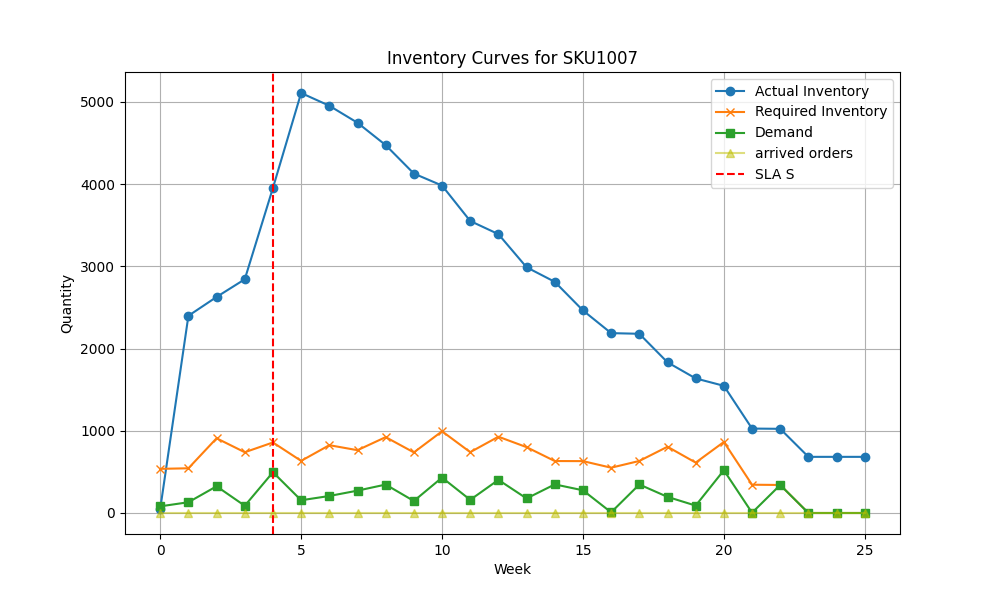 Inventory Curves for SKU1007
Actual Inventory
Required Inventory
Demand
arrived orders
SLA S
Quantity
5000
4000
3000
2000
1000
0
0 5 10 15 20 25
Week